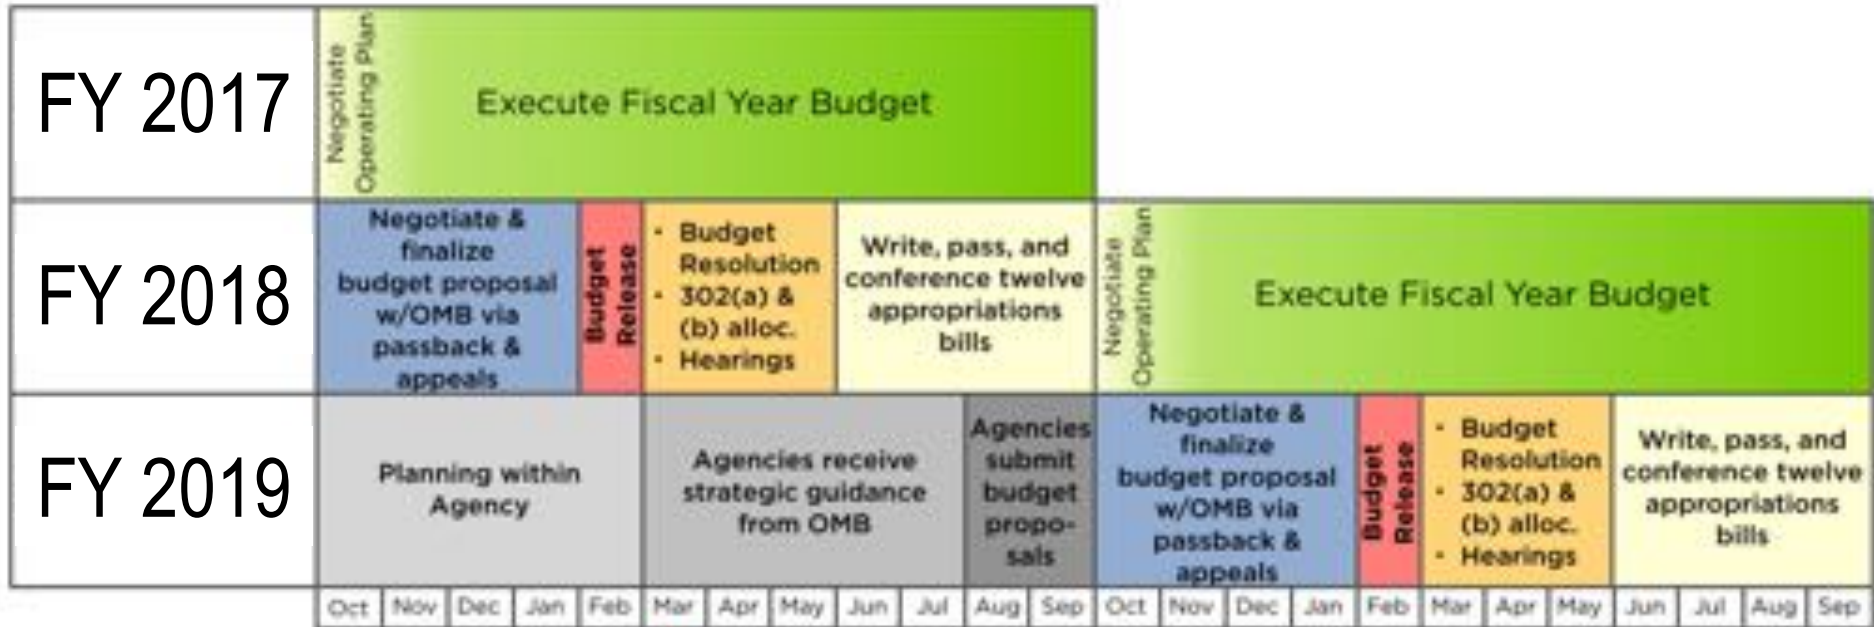 FY 2017
Negotiate
Operating Plan
Execute Fiscal Year Budget
FY 2018
Negotiate &
finalize
budget proposal
w/OMB via
passback &
appeals
Budget
Release
· Budget
Resolution
· 302(a) &
(b) alloc.
· Hearings
Write, pass, and
conference twelve
appropriations
bills
Negotiate
Operating Plan
Execute Fiscal Year Budget
FY 2019
Planning within
Agency
Agencies receive
strategic guidance
from OMB
Agencies
submit
budget
propo-
sals
Negotiate &
finalize
budget proposal
w/OMB via
passback &
appeals
Budget
Release
· Budget
Resolution
· 302(a) &
(b) alloc.
· Hearings
Write, pass, and
conference twelve
appropriations
bills
Oct Nov Dec Jan Feb Mar Apr May Jun Jul Aug Sep Oct Nov Dec Jan Feb Mar Apr May Jun Jul Aug Sep